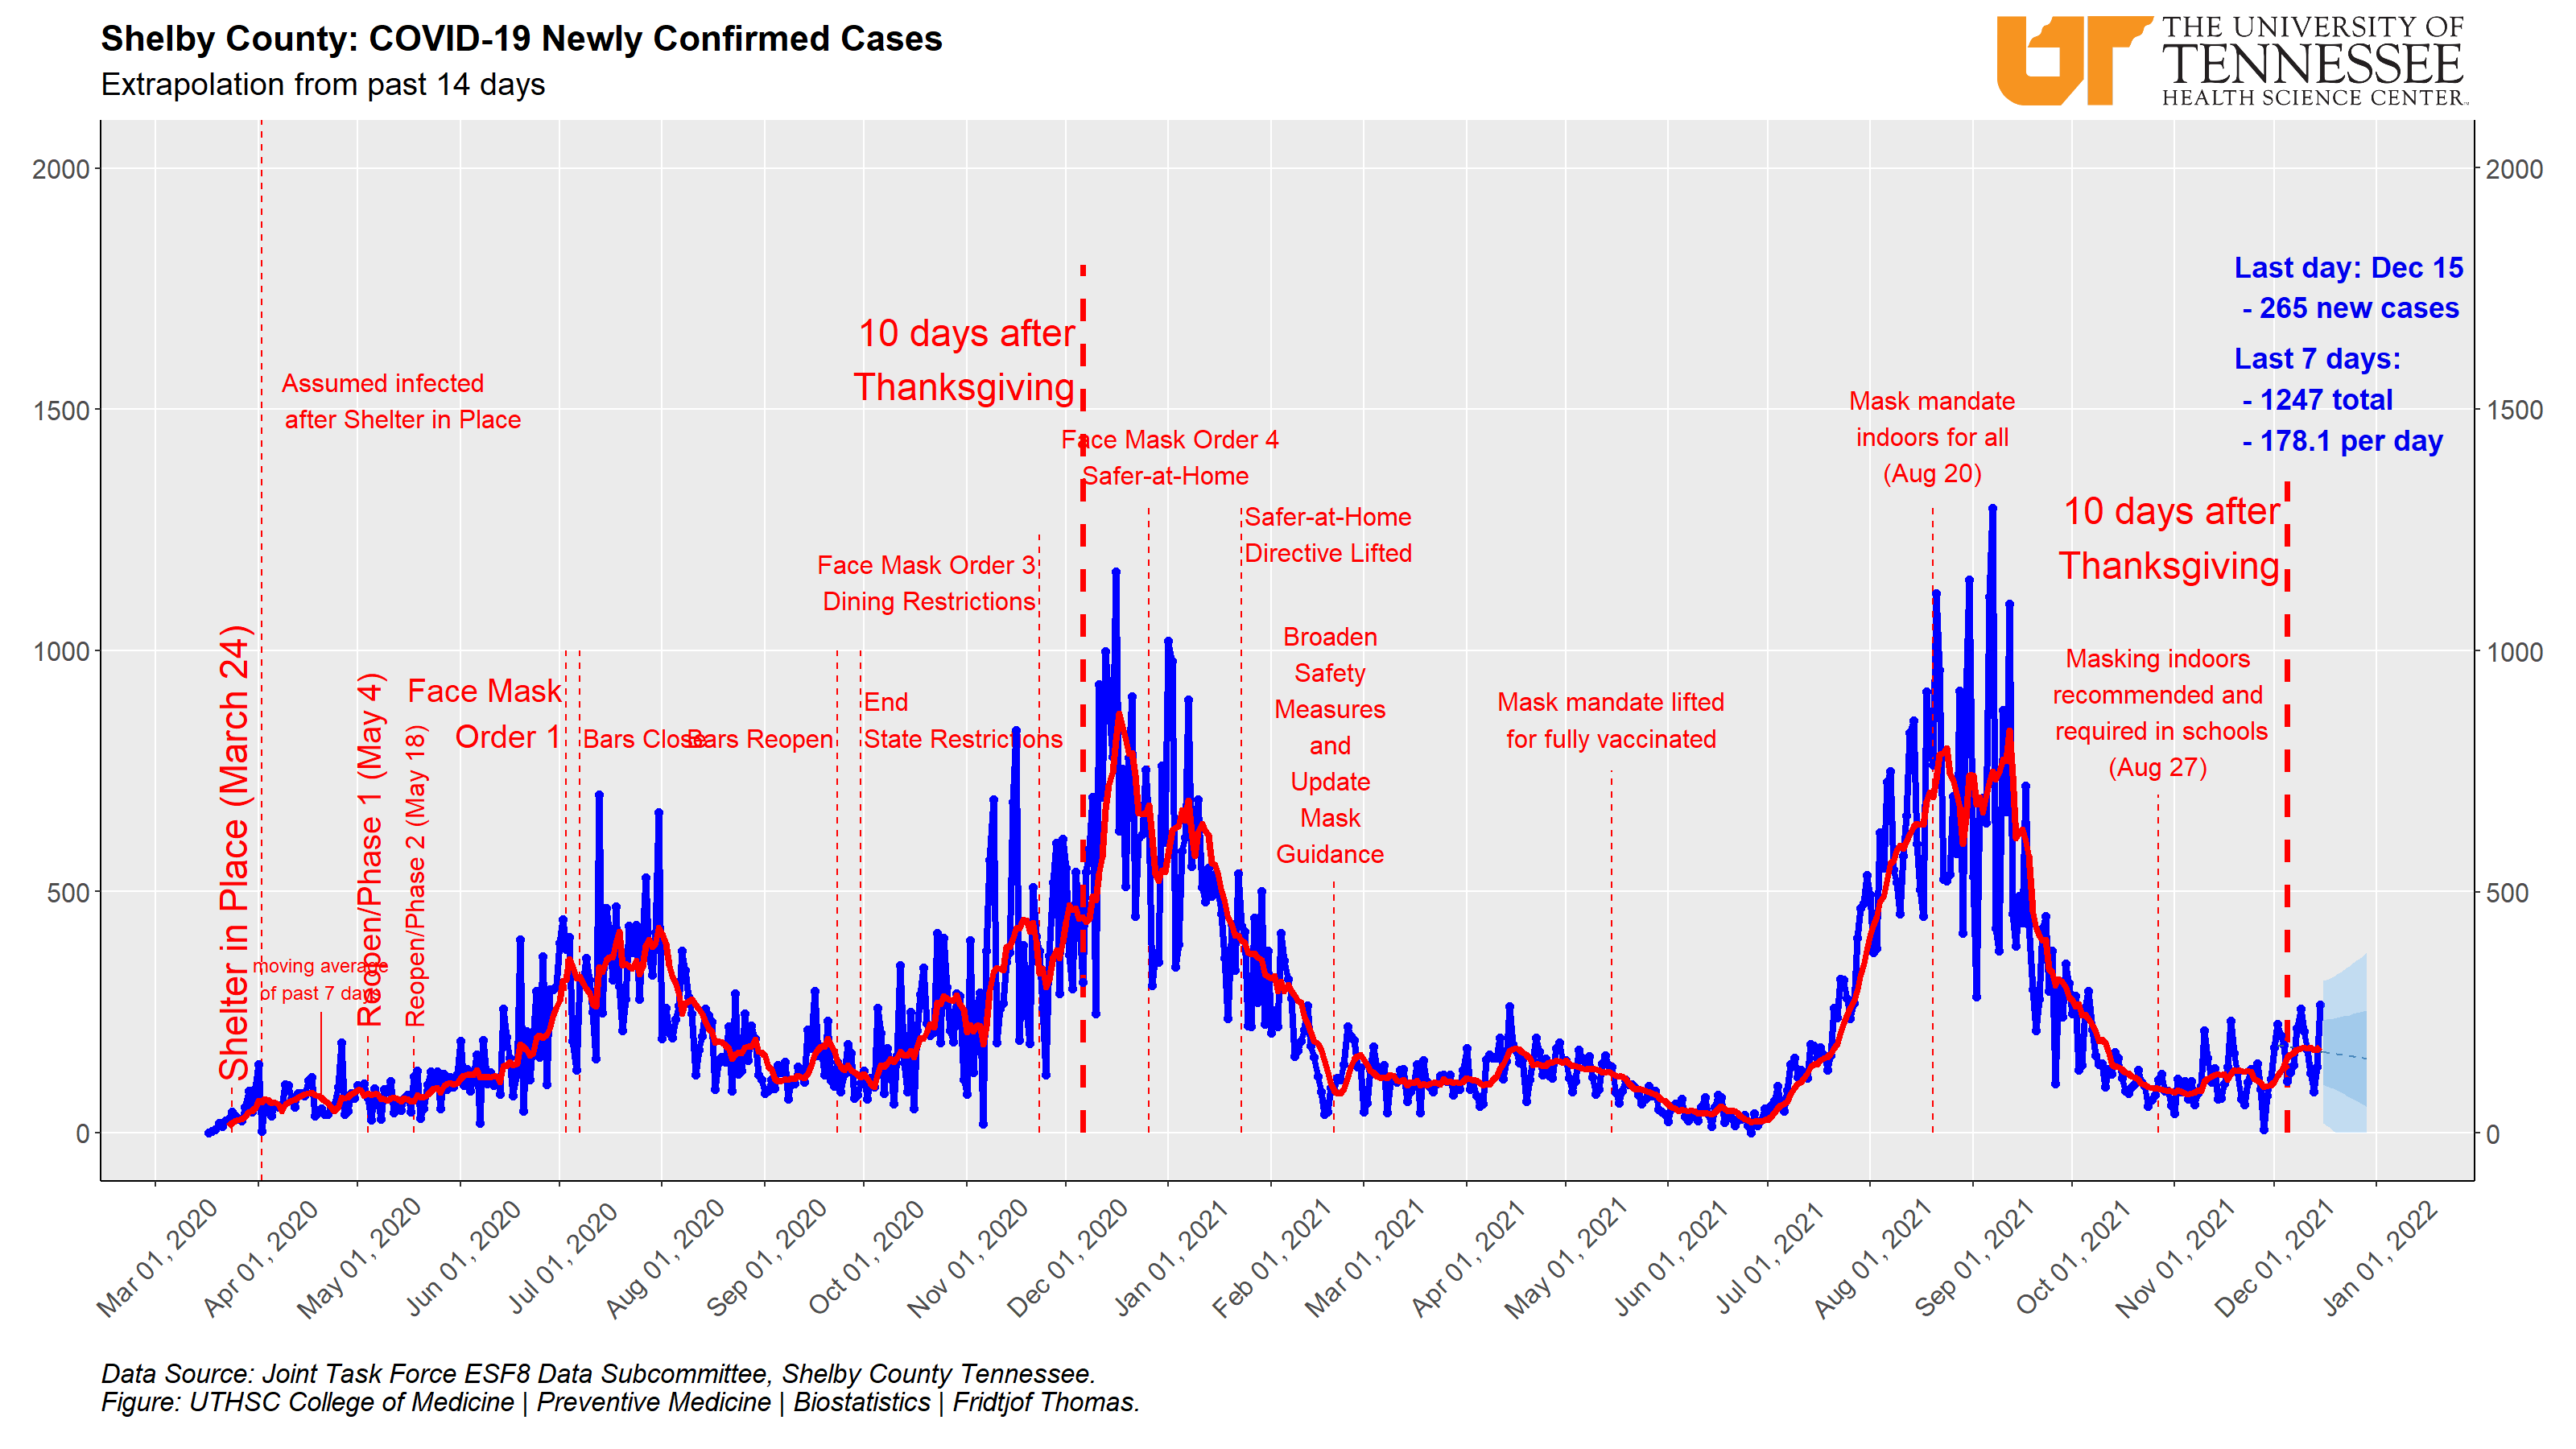 Shelby County: COVID-19 Newly Confirmed Cases
Extrapolation from past 14 days
UT
THE UNIVERSITY OF
TENNESSEE
HEALTH SCIENCE CENTER
2000
1500
1000
500
0
2000
1500
1000
500
0
Shelter in Place (March 24)
Assumed infected
after Shelter in Place
moving average
of past 7 days
Reopen/Phase 1 (May 4)
Reopen/Phase 2 (May 18)
Face Mask
Order 1
Bars Close
Bars Reopen
End
State Restrictions
Face Mask Order 3
Dining Restrictions
10 days after
Thanksgiving
Face Mask Order 4
Safer-at-Home
Safer-at-Home
Directive Lifted
Broaden
Safety
Measures
and
Update
Mask
Guidance
Mask mandate lifted
for fully vaccinated
Mask mandate
indoors for all
(Aug 20)
Masking indoors
recommended and
required in schools
(Aug 27)
10 days after
Thanksgiving
Last day: Dec 15
- 265 new cases
Last 7 days:
- 1247 total
- 178.1 per day
Mar 01, 2020
Apr 01, 2020
May 01, 2020
Jun 01, 2020
Jul 01, 2020
Aug 01, 2020
Sep 01, 2020
Oct 01, 2020
Nov 01, 2020
Dec 01, 2020
Jan 01, 2021
Feb 01, 2021
Mar 01, 2021
Apr 01, 2021
May 01, 2021
Jun 01, 2021
Jul 01, 2021
Aug 01, 2021
Sep 01, 2021
Oct 01, 2021
Nov 01, 2021
Dec 01, 2021
Jan 01, 2022
Data Source: Joint Task Force ESF8 Data Subcommittee, Shelby County Tennessee.
Figure: UTHSC College of Medicine | Preventive Medicine | Biostatistics | Fridtjof Thomas.